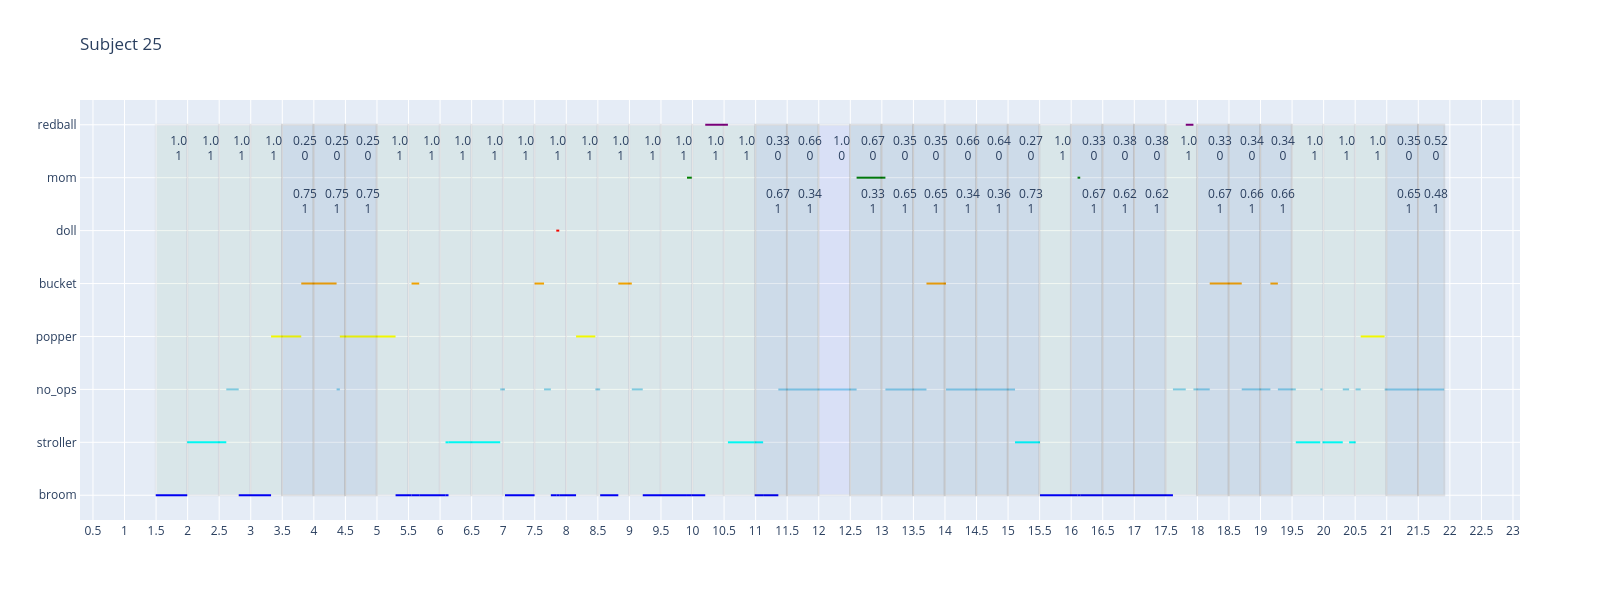 Subject 25
redball
1.0 1.0 1.0 1.0 0.25 0.25 0.25 1.0 1.0 1.0 1.0 1.0 1.0 1.0 1.0 1.0 1.0 1.0 1.0 0.33 0.66 1.0 0.67 0.35 0.35 0.66 0.64 0.27 1.0 0.33 0.38 0.38 1.0 0.33 0.34 0.34 1.0 1.0 1.0 0.35 0.52
1 1 1 1 0 0 0 1 1 1 1 1 1 1 1 1 1 1 1 0 0 0 0 0 0 0 0 0 1 0 0 0 1 0 0 0 1 1 1 0 0
mom
0.75 0.75 0.75 0.67 0.34 0.33 0.65 0.65 0.34 0.36 0.73 0.67 0.62 0.62 0.67 0.66 0.66 0.65 0.48
1 1 1 1 1 1 1 1 1 1 1 1 1 1 1 1 1 1 1
doll
bucket
popper
no_ops
stroller
broom
0.5 1 1.5 2 2.5 3 3.5 4 4.5 5 5.5 6 6.5 7 7.5 8 8.5 9 9.5 10 10.5 11 11.5 12 12.5 13 13.5 14 14.5 15 15.5 16 16.5 17 17.5 18 18.5 19 19.5 20 20.5 21 21.5 22 22.5 23